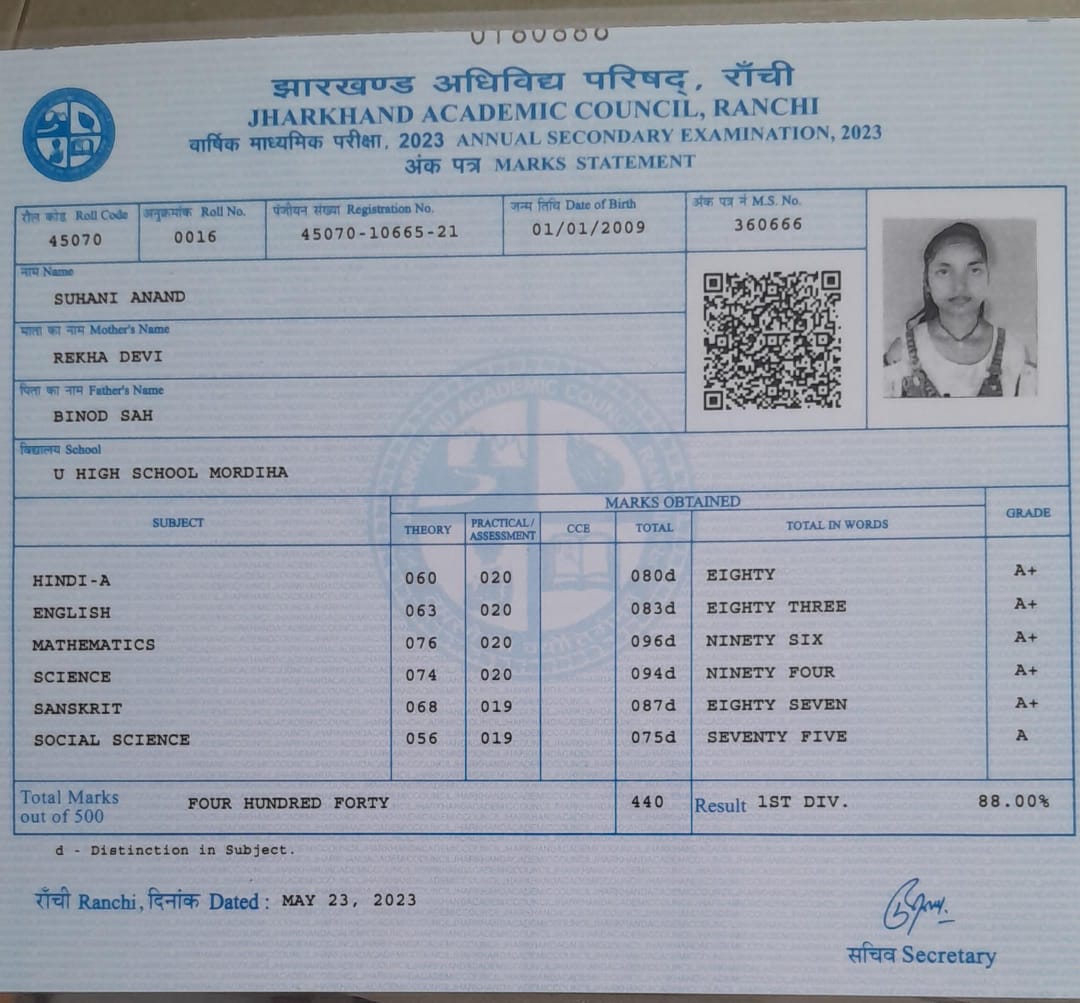 झारखण्ड अधिविद्य परिषद्, राँची
JHARKHAND ACADEMIC COUNCIL, RANCHI
वार्षिक माध्यमिक परीक्षा, 2023 ANNUAL SECONDARY EXAMINATION, 2023
अंक पत्र MARKS STATEMENT
रौल कोड Roll Code अनुक्रमांक Roll No. पंजीयन संख्या Registration No. जन्म तिथि Date of Birth अंक पत्र नं M.S. No.
45070 0016 45070-10665-21 01/01/2009 360666
नाम Name
SUHANI ANAND
माता का नाम Mother's Name
REKHA DEVI
पिता का नाम Father's Name
BINOD SAH
विद्यालय School
U HIGH SCHOOL MORDIHA
SUBJECT MARKS OBTAINED GRADE
THEORY PRACTICAL/ ASSESSMENT CCE TOTAL TOTAL IN WORDS
HINDI-A 060 020 080d EIGHTY A+
ENGLISH 063 020 083d EIGHTY THREE A+
MATHEMATICS 076 020 096d NINETY SIX A+
SCIENCE 074 020 094d NINETY FOUR A+
SANSKRIT 068 019 087d EIGHTY SEVEN A+
SOCIAL SCIENCE 056 019 075d SEVENTY FIVE A
Total Marks
out of 500 FOUR HUNDRED FORTY 440 Result 1ST DIV. 88.00%
d - Distinction in Subject.
राँची Ranchi, दिनांक Dated : MAY 23, 2023
सचिव Secretary